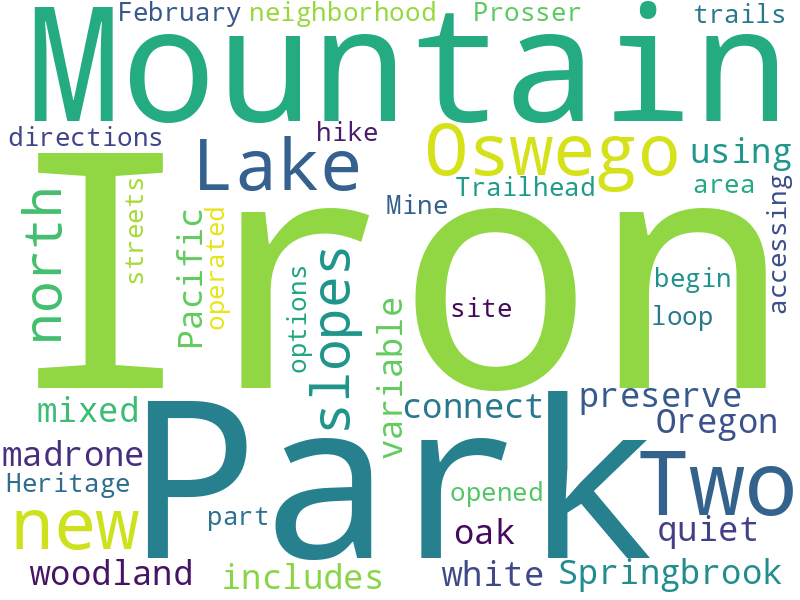 February neighborhood Prosser trails
Mountain
directions hike
Lake Oswego using
Trailhead area
Mine
streets
north
Pacific
operated
accessing
Iron
options
slopes
variable
site
begin
loop
mixed
connect
preserve
Oregon
madrone
Heritage
Park
Two
new
part
opened
oak
quiet
woodland
includes
white
Springbrook